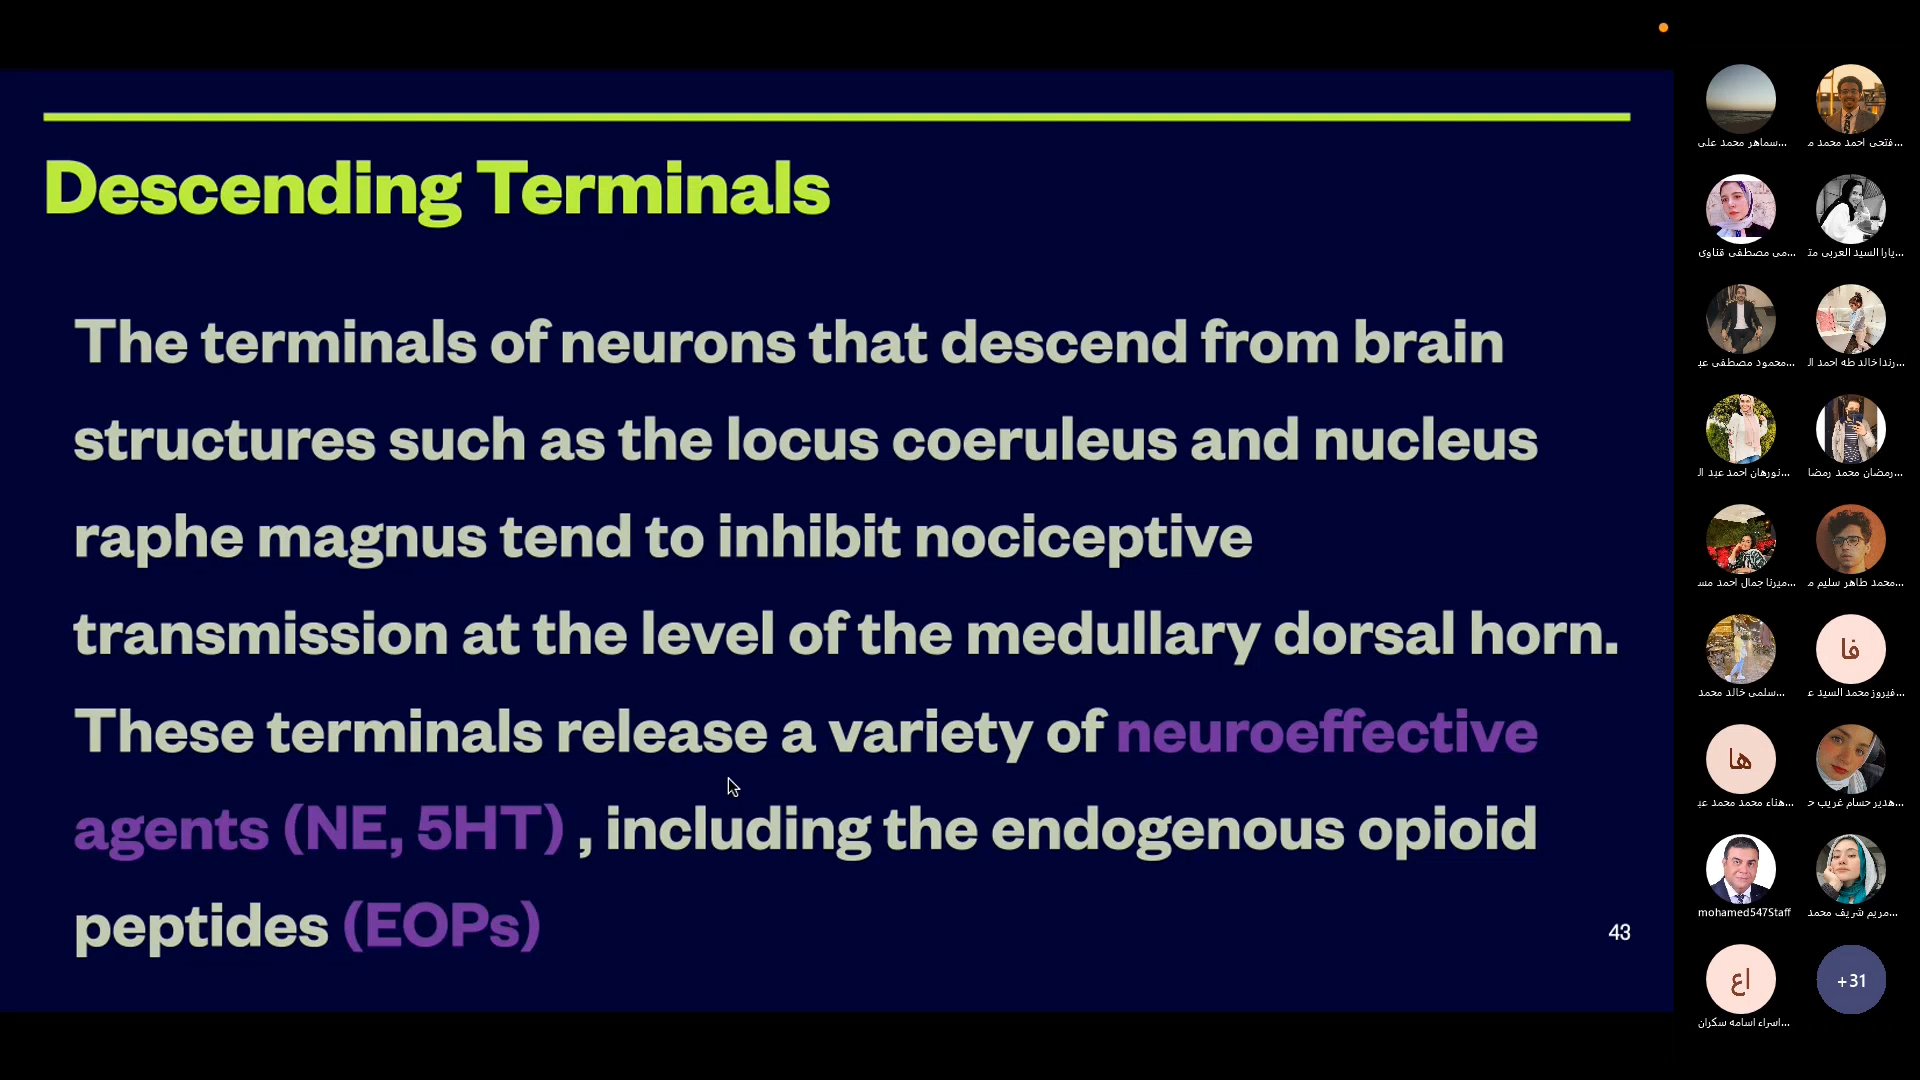 Descending Terminals
The terminals of neurons that descend from brain
structures such as the locus coeruleus and nucleus
raphe magnus tend to inhibit nociceptive
transmission at the level of the medullary dorsal horn.
These terminals release a variety of neuroeffective
agents (NE, 5HT) , including the endogenous opioid
peptides (EOPs)
43
سماهر محمد على...
فتحى احمد محمد م...
مى مصطفى قناوى...
يارا السيد العربى مت...
محمود مصطفى عب...
رندا خالد طه احمد ال...
نورهان احمد عبد ال...
رمضان محمد رمضا...
ميرنا جمال احمد مس...
محمد طاهر سليم م...
سلمى خالد محمد...
فا
فيروز محمد السيد ع...
ها
هناء محمد محمد عب...
هدير حسام غريب ح...
mohamed547Staff
مريم شريف محمد...
اع
اسراء اسامه سكران...
+31